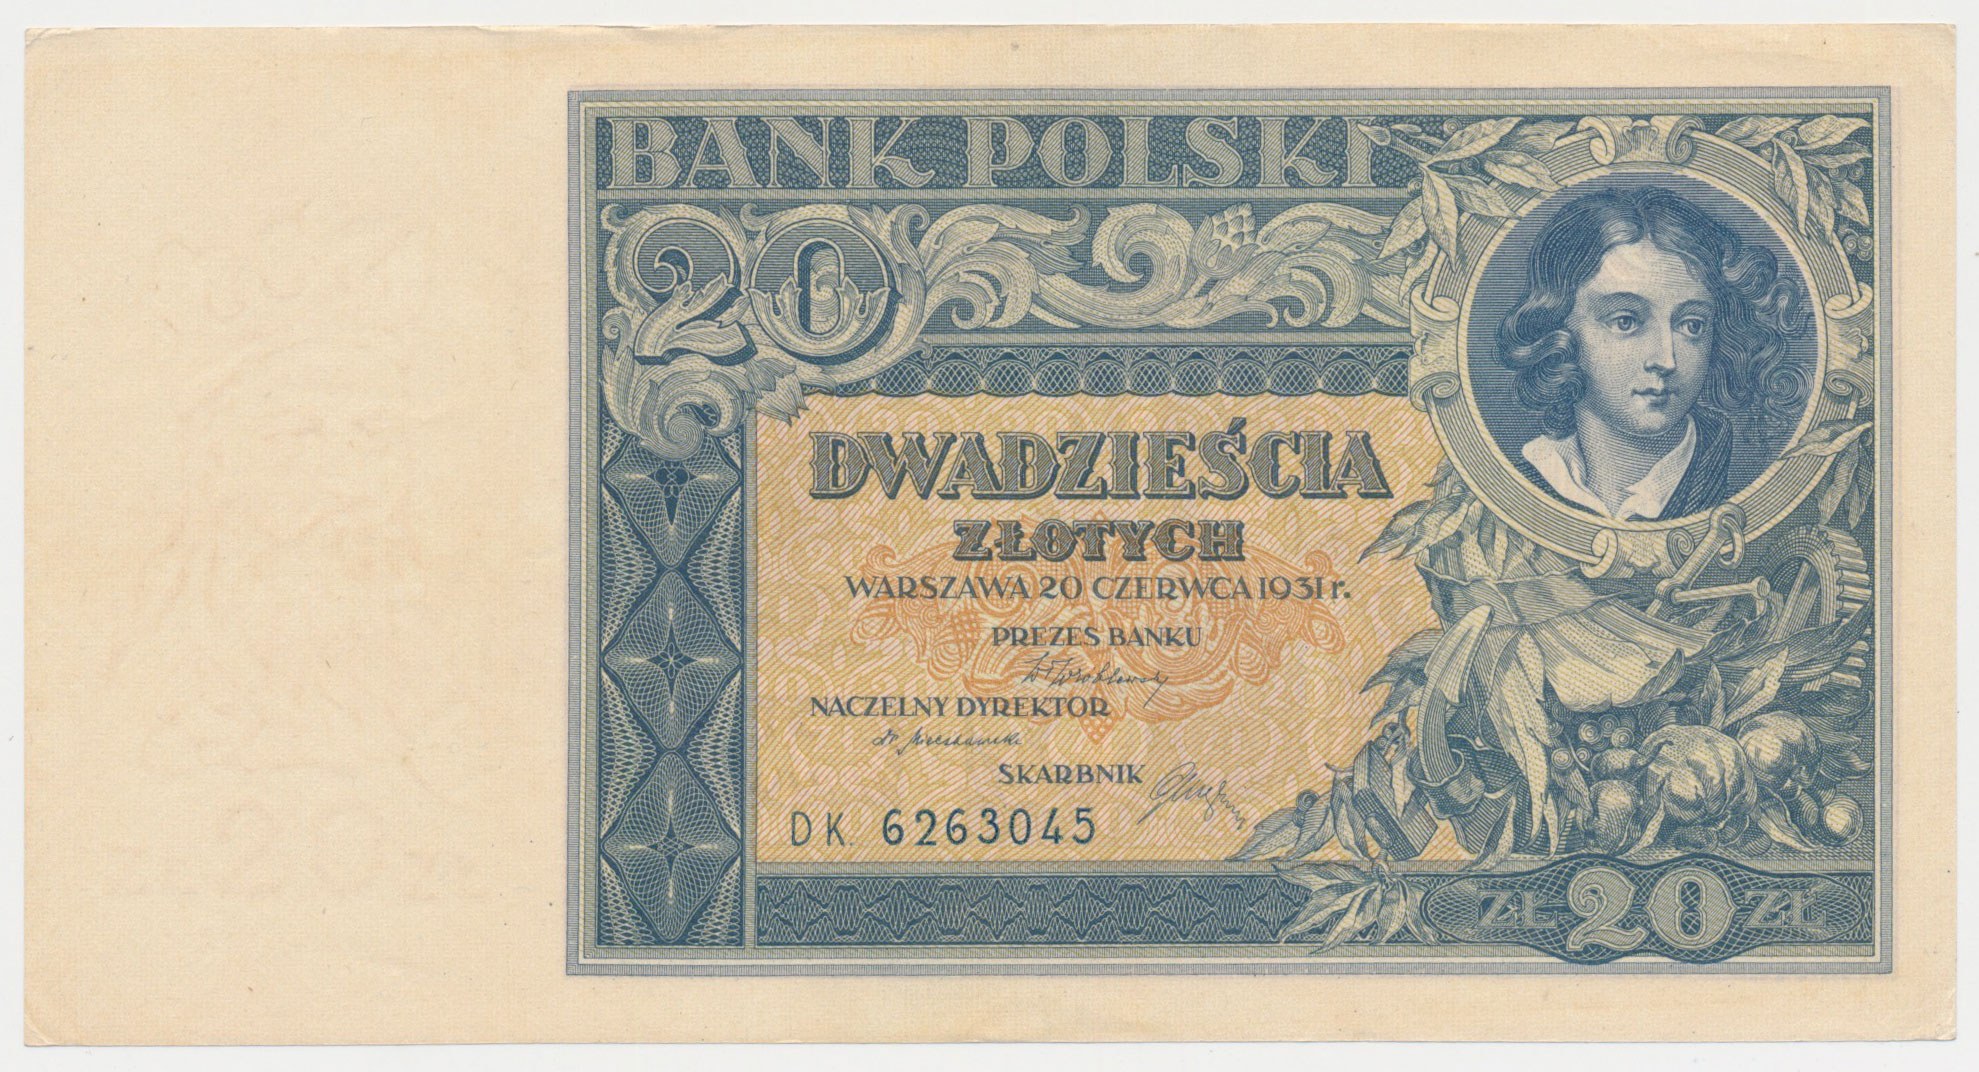 BANK POLSKI
20
DWADZIEŚCIA
ZŁOTYCH
WARSZAWA 20 CZERWCA 1931 r.
PREZES BANKU
NACZELNY DYREKTOR
SKARBNIK
DK. 6263045
ZŁ 20 ZŁ